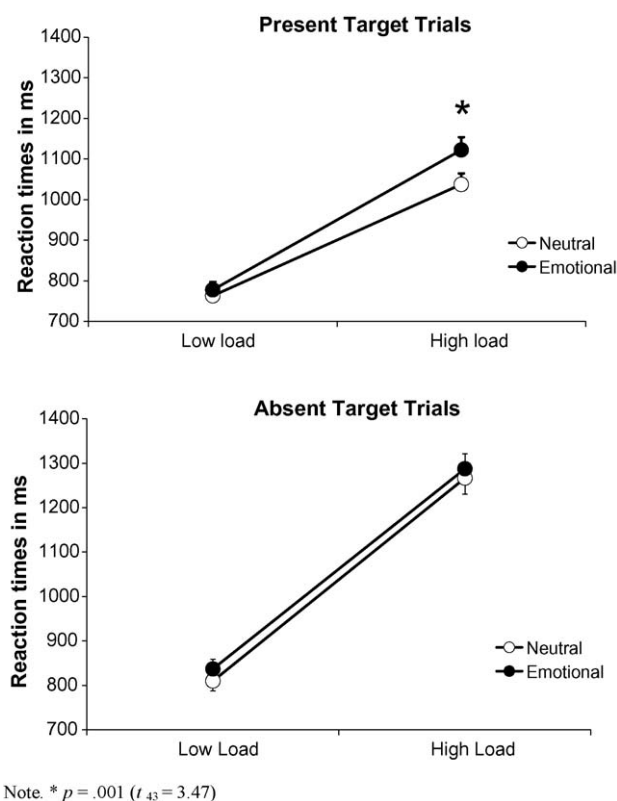 Present Target Trials
1400
1300
1200
1100
1000
900
800
700
Reaction times in ms
*
Neutral
Emotional
Low load High load
Absent Target Trials
1400
1300
1200
1100
1000
900
800
700
Reaction times in ms
Neutral
Emotional
Low Load High Load
Note. * p = .001 (t 43 = 3.47)